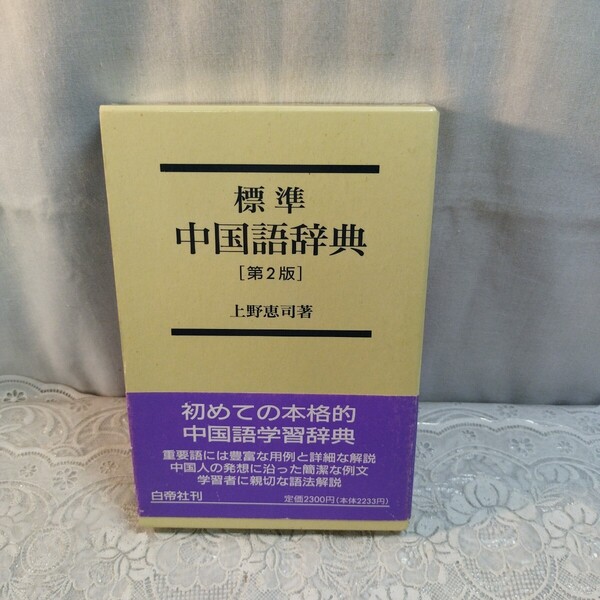 標準
中国語辞典
[第2版]
上野恵司著
初めての本格的
中国語学習辞典
重要語には豊富な用例と詳細な解説
中国人の発想に沿った簡潔な例文
学習者に親切な語法解説
白帝社刊 定価2300円(本体2233円)